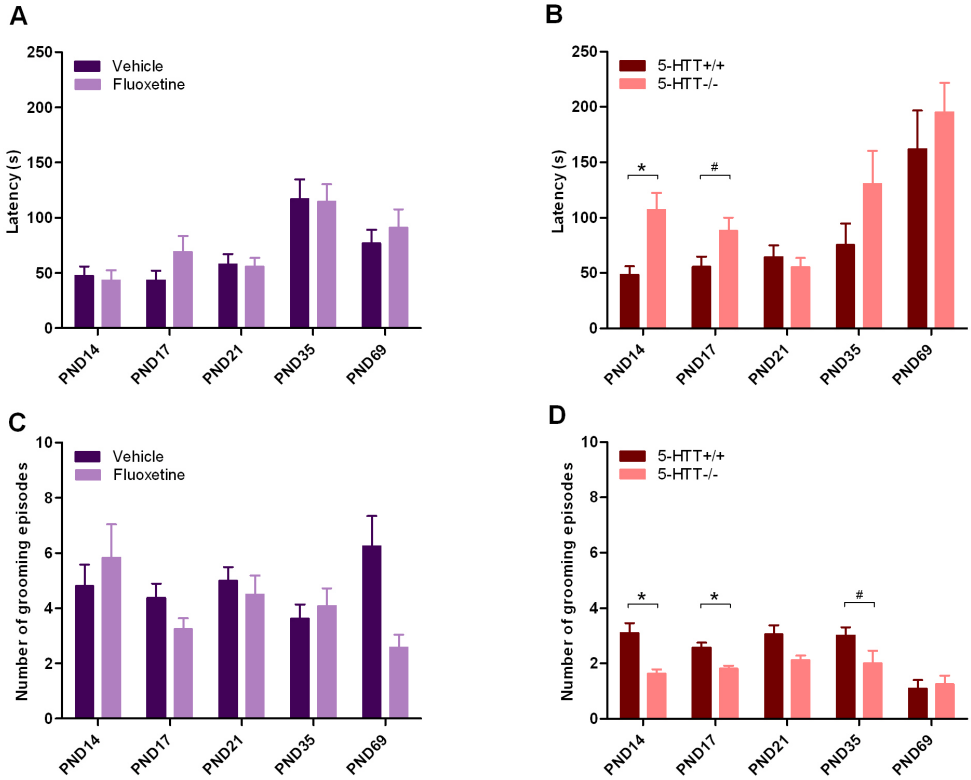 A
250
200
150
100
50
0
Latency (s)
Vehicle
Fluoxetine
PND14
PND17
PND21
PND35
PND69
B
250
200
150
100
50
0
Latency (s)
5-HTT+/+
5-HTT-/-
*
#
PND14
PND17
PND21
PND35
PND69
C
10
8
6
4
2
0
Number of grooming episodes
Vehicle
Fluoxetine
PND14
PND17
PND21
PND35
PND69
D
10
8
6
4
2
0
Number of grooming episodes
5-HTT+/+
5-HTT-/-
*
*
#
PND14
PND17
PND21
PND35
PND69